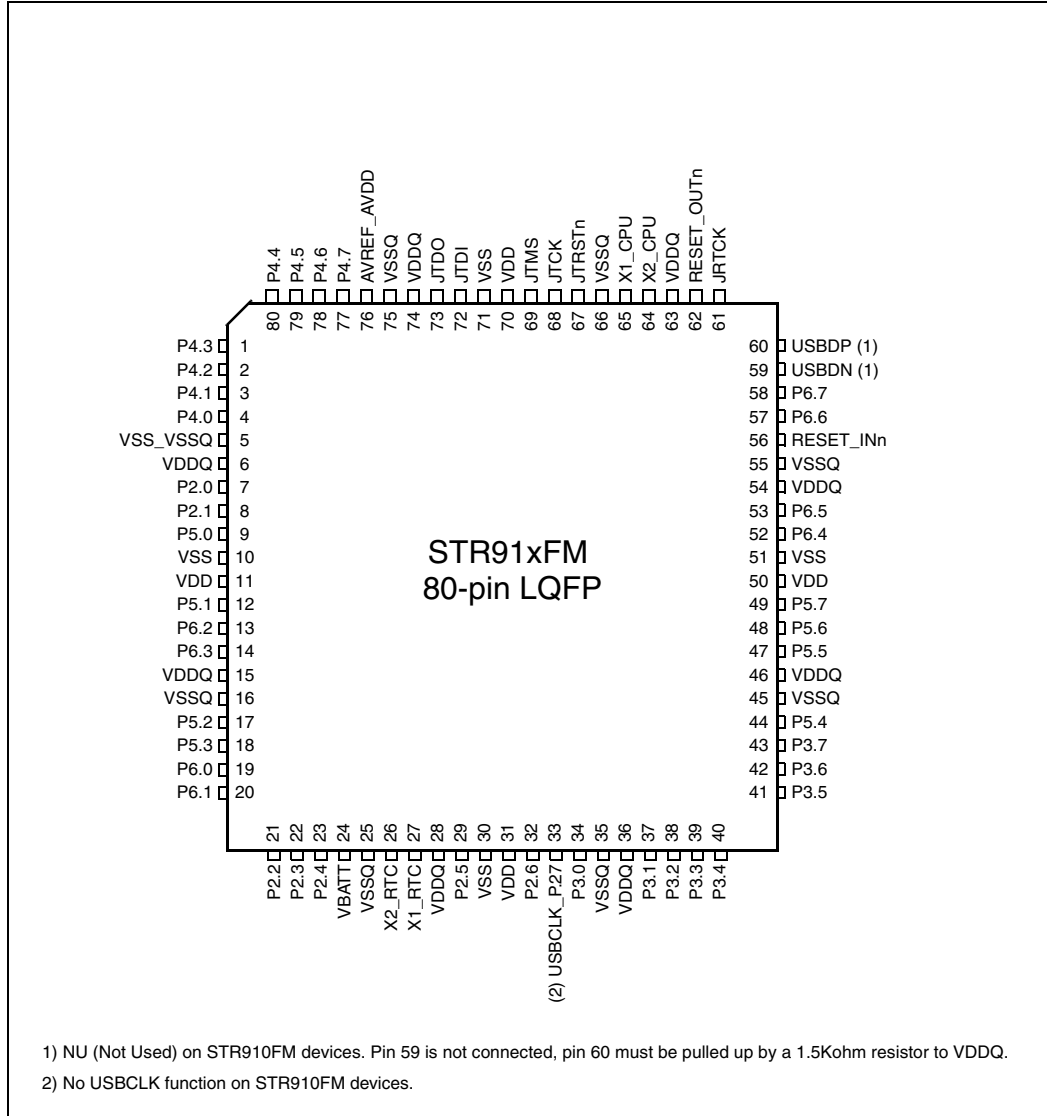 P4.4
P4.5
P4.6
P4.7
AVREF_AVDD
VSSQ
VDDQ
JTDO
JTDI
VSS
VDD
JTMS
JTCK
JTRSTn
VSSQ
X1_CPU
X2_CPU
VDDQ
RESET_OUTn
JRTCK
80
79
78
77
76
75
74
73
72
71
70
69
68
67
66
65
64
63
62
61
P4.3 1
P4.2 2
P4.1 3
P4.0 4
VSS_VSSQ 5
VDDQ 6
P2.0 7
P2.1 8
P5.0 9
VSS 10
VDD 11
P5.1 12
P6.2 13
P6.3 14
VDDQ 15
VSSQ 16
P5.2 17
P5.3 18
P6.0 19
P6.1 20
STR91xFM
80-pin LQFP
60 USBDP (1)
59 USBDN (1)
58 P6.7
57 P6.6
56 RESET_INn
55 VSSQ
54 VDDQ
53 P6.5
52 P6.4
51 VSS
50 VDD
49 P5.7
48 P5.6
47 P5.5
46 VDDQ
45 VSSQ
44 P5.4
43 P3.7
42 P3.6
41 P3.5
21
22
23
24
25
26
27
28
29
30
31
32
33
34
35
36
37
38
39
40
P2.2
P2.3
P2.4
VBATT
VSSQ
X2_RTC
X1_RTC
VDDQ
P2.5
VSS
VDD
P2.6
(2) USBCLK_P27
P3.0
VSSQ
VDDQ
P3.1
P3.2
P3.3
P3.4
1) NU (Not Used) on STR910FM devices. Pin 59 is not connected, pin 60 must be pulled up by a 1.5Kohm resistor to VDDQ.
2) No USBCLK function on STR910FM devices.